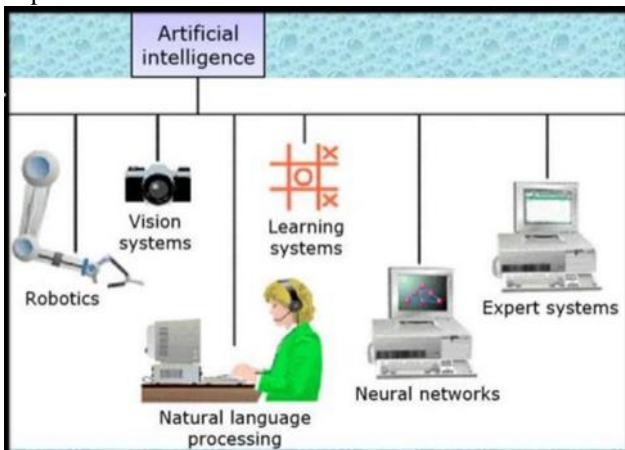 Artificial
intelligence
Vision
systems
Learning
systems
Robotics
Expert systems
Neural networks
Natural language
processing